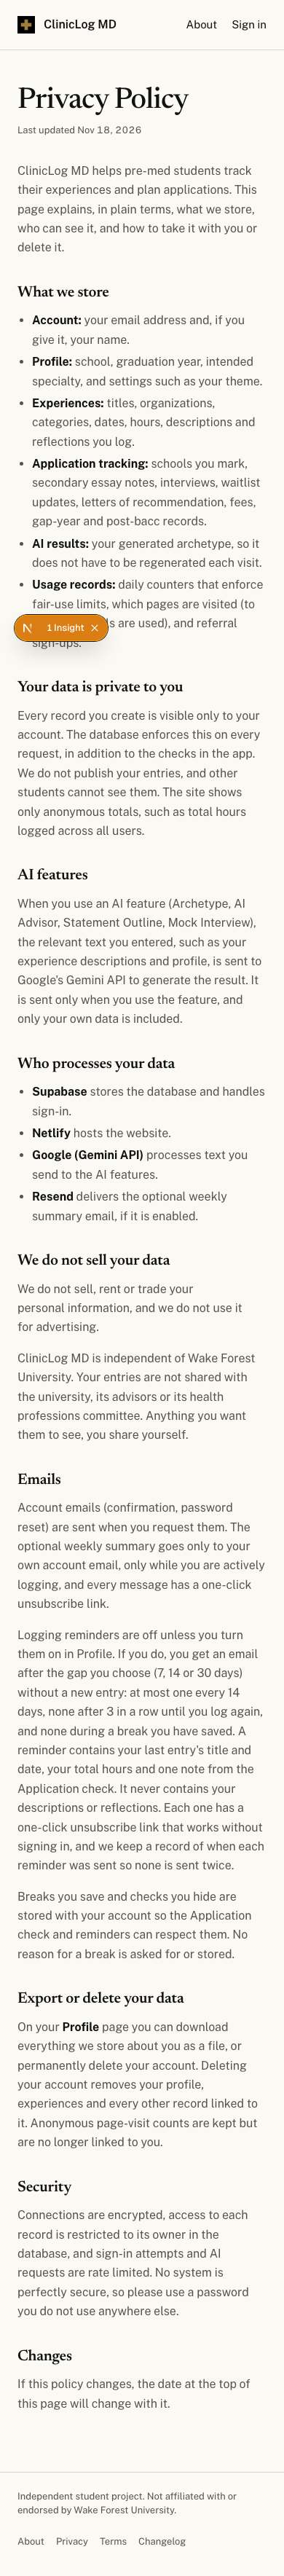 ClinicLog MD
About
Sign in
Privacy Policy
Last updated Nov 18, 2026
ClinicLog MD helps pre-med students track
their experiences and plan applications. This
page explains, in plain terms, what we store,
who can see it, and how to take it with you or
delete it.
What we store
• Account: your email address and, if you
give it, your name.
• Profile: school, graduation year, intended
specialty, and settings such as your theme.
• Experiences: titles, organizations,
categories, dates, hours, descriptions and
reflections you log.
• Application tracking: schools you mark,
secondary essay notes, interviews, waitlist
updates, letters of recommendation, fees,
gap-year and post-bacc records.
• AI results: your generated archetype, so it
does not have to be regenerated each visit.
• Usage records: daily counters that enforce
fair-use limits, which pages are visited (to
are used), and referral
sign-ups.
N 1 Insight ×
Your data is private to you
Every record you create is visible only to your
account. The database enforces this on every
request, in addition to the checks in the app.
We do not publish your entries, and other
students cannot see them. The site shows
only anonymous totals, such as total hours
logged across all users.
AI features
When you use an AI feature (Archetype, AI
Advisor, Statement Outline, Mock Interview),
the relevant text you entered, such as your
experience descriptions and profile, is sent to
Google's Gemini API to generate the result. It
is sent only when you use the feature, and
only your own data is included.
Who processes your data
• Supabase stores the database and handles
sign-in.
• Netlify hosts the website.
• Google (Gemini API) processes text you
send to the AI features.
• Resend delivers the optional weekly
summary email, if it is enabled.
We do not sell your data
We do not sell, rent or trade your
personal information, and we do not use it
for advertising.
ClinicLog MD is independent of Wake Forest
University. Your entries are not shared with
the university, its advisors or its health
professions committee. Anything you want
them to see, you share yourself.
Emails
Account emails (confirmation, password
reset) are sent when you request them. The
optional weekly summary goes only to your
own account email, only while you are actively
logging, and every message has a one-click
unsubscribe link.
Logging reminders are off unless you turn
them on in Profile. If you do, you get an email
after the gap you choose (7, 14 or 30 days)
without a new entry: at most one every 14
days, none after 3 in a row until you log again,
and none during a break you have saved. A
reminder contains your last entry's title and
date, your total hours and one note from the
Application check. It never contains your
descriptions or reflections. Each one has a
one-click unsubscribe link that works without
signing in, and we keep a record of when each
reminder was sent so none is sent twice.
Breaks you save and checks you hide are
stored with your account so the Application
check and reminders can respect them. No
reason for a break is asked for or stored.
Export or delete your data
On your Profile page you can download
everything we store about you as a file, or
permanently delete your account. Deleting
your account removes your profile,
experiences and every other record linked to
it. Anonymous page-visit counts are kept but
are no longer linked to you.
Security
Connections are encrypted, access to each
record is restricted to its owner in the
database, and sign-in attempts and AI
requests are rate limited. No system is
perfectly secure, so please use a password
you do not use anywhere else.
Changes
If this policy changes, the date at the top of
this page will change with it.
Independent student project. Not affiliated with or
endorsed by Wake Forest University.
About
Privacy
Terms
Changelog